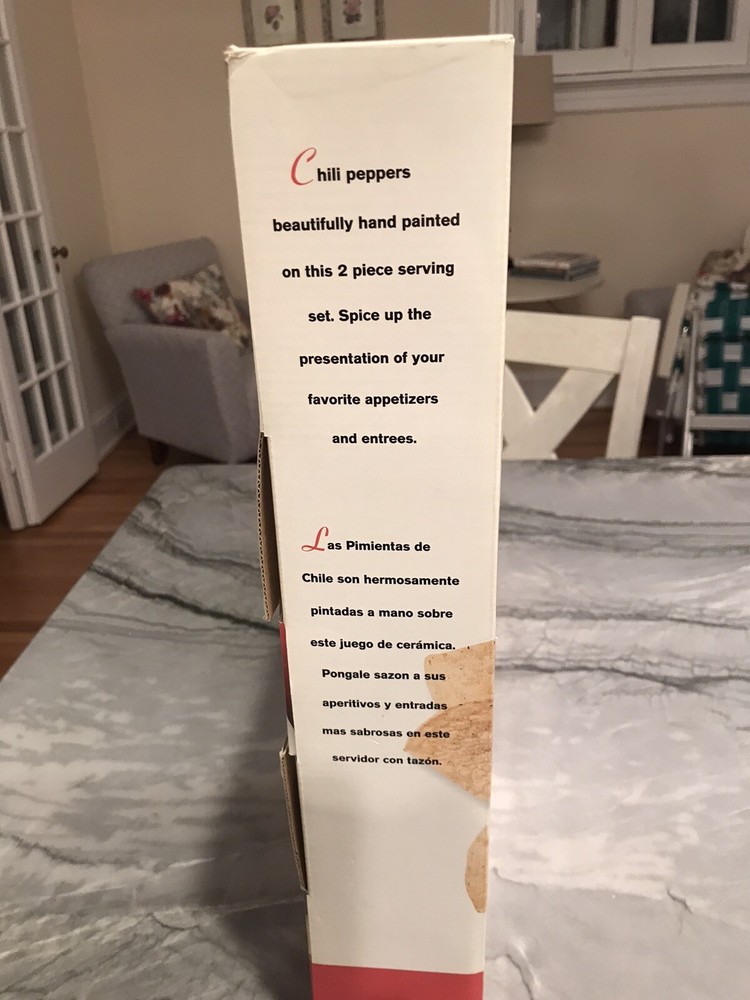 Chili peppers
beautifully hand painted
on this 2 piece serving
set. Spice up the
presentation of your
favorite appetizers
and entrees.
Las Pimientas de
Chile son hermosamente
pintadas a mano sobre
este juego de cerámica.
Pongale sazon a sus
aperitivos y entradas
mas sabrosas en este
servidor con tazón.